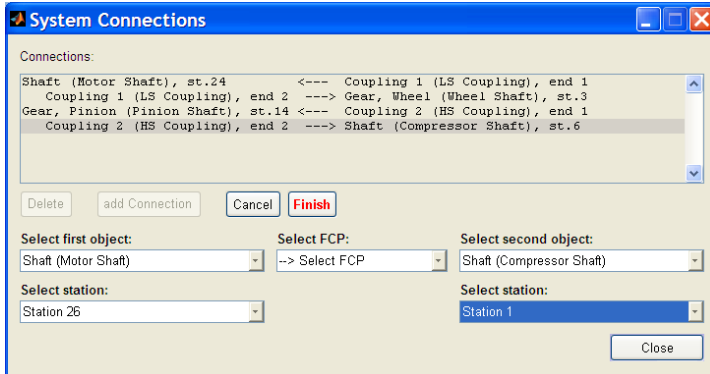 System Connections
Connections:
Shaft (Motor Shaft), st.24 <--- Coupling 1 (LS Coupling), end 1
Coupling 1 (LS Coupling), end 2 ---> Gear, Wheel (Wheel Shaft), st.3
Gear, Pinion (Pinion Shaft), st.14 <--- Coupling 2 (HS Coupling), end 1
Coupling 2 (HS Coupling), end 2 ---> Shaft (Compressor Shaft), st.6
Delete add Connection Cancel Finish
Select first object: Select FCP: Select second object:
Shaft (Motor Shaft) --> Select FCP Shaft (Compressor Shaft)
Select station: Select station:
Station 26 Station 1
Close